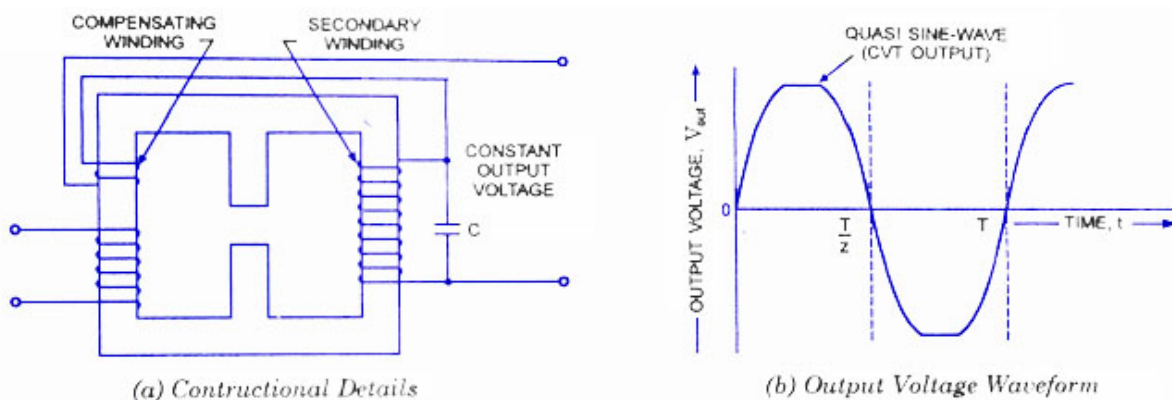 COMPENSATING
WINDING
SECONDARY
WINDING
CONSTANT
OUTPUT
VOLTAGE
C
(a) Contructional Details
QUASI SINE-WAVE
(CVT OUTPUT)
OUTPUT VOLTAGE, Vout
0
T
z
T
TIME, t
(b) Output Voltage Waveform